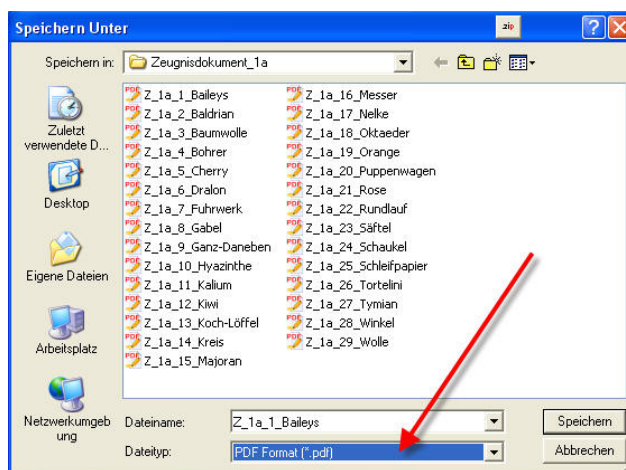 Speichern Unter
zip
Speichern in:
Zeugnisdokument_1a
Zuletzt
verwendete D...
Desktop
Eigene Dateien
Arbeitsplatz
Netzwerkumgeb
ung
Z_1a_1_Baileys
Z_1a_2_Baldrian
Z_1a_3_Baumwolle
Z_1a_4_Bohrer
Z_1a_5_Cherry
Z_1a_6_Dralon
Z_1a_7_Fuhrwerk
Z_1a_8_Gabel
Z_1a_9_Ganz-Daneben
Z_1a_10_Hyazinthe
Z_1a_11_Kalium
Z_1a_12_Kiwi
Z_1a_13_Koch-Löffel
Z_1a_14_Kreis
Z_1a_15_Majoran
Z_1a_16_Messer
Z_1a_17_Nelke
Z_1a_18_Oktaeder
Z_1a_19_Orange
Z_1a_20_Puppenwagen
Z_1a_21_Rose
Z_1a_22_Rundlauf
Z_1a_23_Säftel
Z_1a_24_Schaukel
Z_1a_25_Schleifpapier
Z_1a_26_Tortelini
Z_1a_27_Tymian
Z_1a_28_Winkel
Z_1a_29_Wolle
Dateiname:
Z_1a_1_Baileys
Speichern
Dateityp:
PDF Format (*.pdf)
Abbrechen